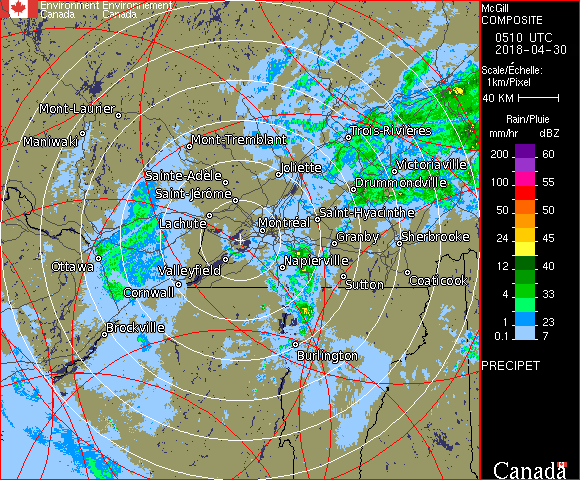 Environment Environnement
Canada Canada
Mont-Laurier
Maniwaki
Mont-Tremblant
Trois-Rivières
Sainte-Adèle
Joliette
Victoriaville
Saint-Jérôme
Drummondville
Lachute
Montréal
Saint-Hyacinthe
Granby
Sherbrooke
Ottawa
Valleyfield
Napierville
Cornwall
Sutton
Coaticook
Brockville
Burlington
McGill
COMPOSITE
0510 UTC
2018-04-30
Scale/Échelle:
1km/Pixel
40 KM
Rain/Pluie
mm/hr dBZ
200 60
150 57
100 55
50 50
24 45
12 40
4 33
1 23
0.1 7
PRECIPET
Canada